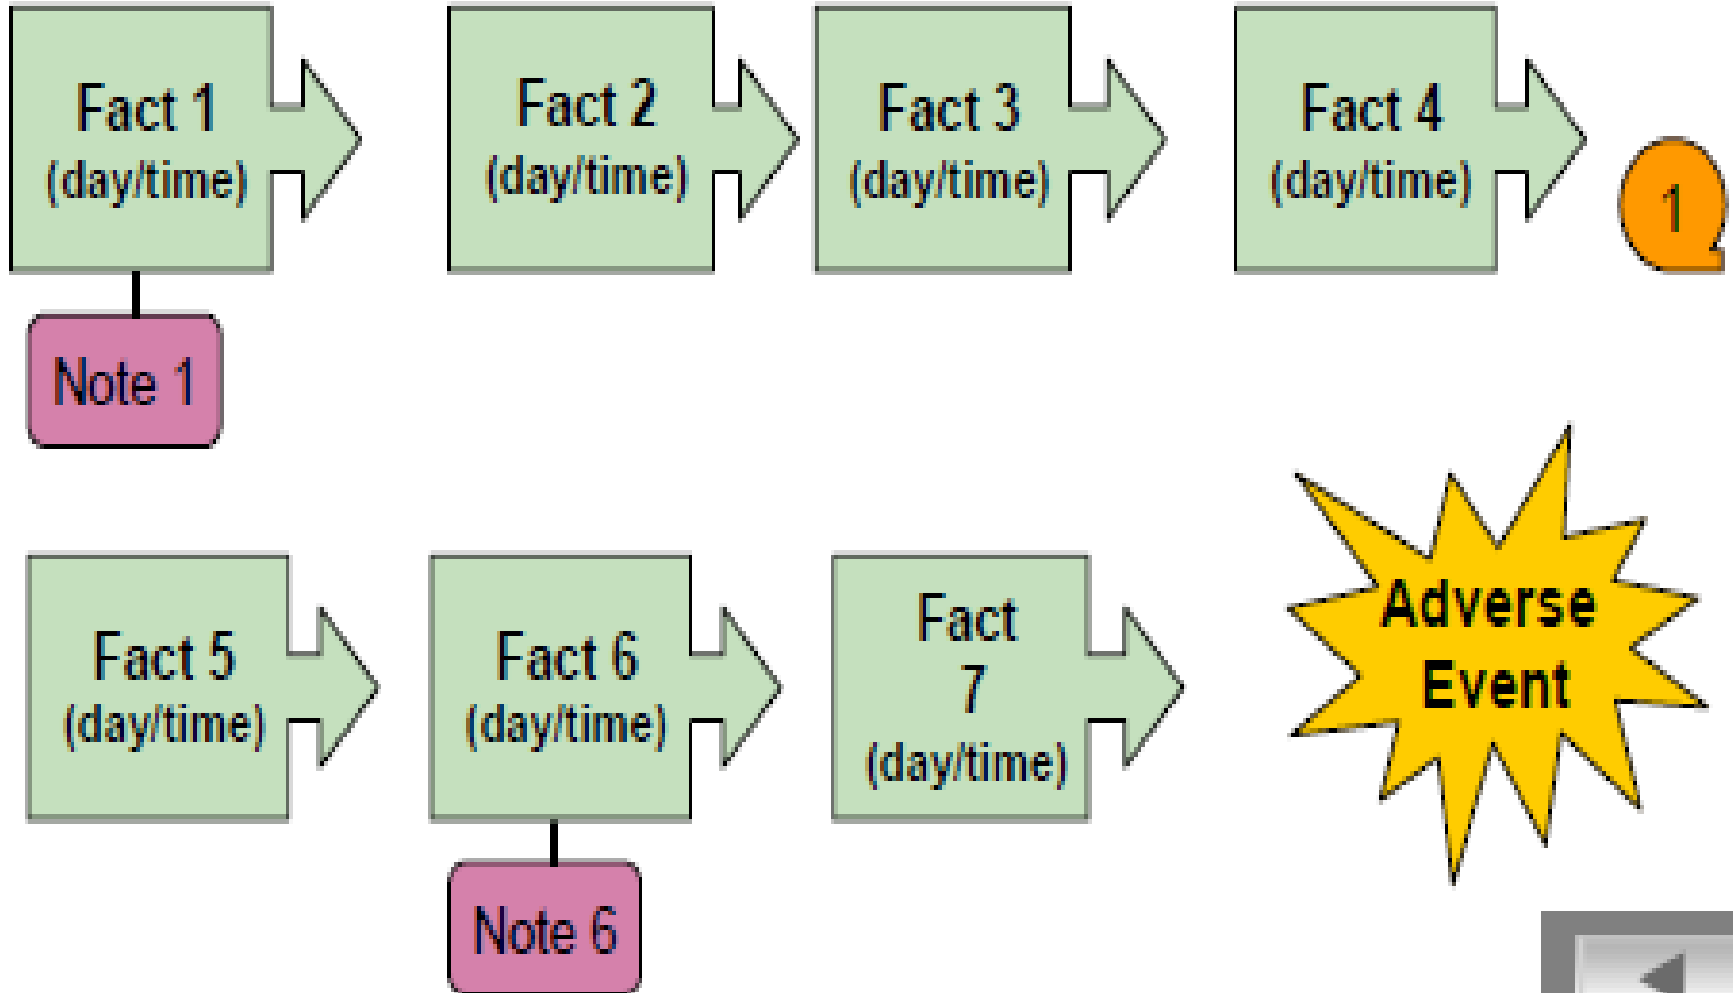 Fact 1
(day/time)
Fact 2
(day/time)
Fact 3
(day/time)
Fact 4
(day/time)
1
Note 1
Fact 5
(day/time)
Fact 6
(day/time)
Fact
7
(day/time)
Adverse
Event
Note 6